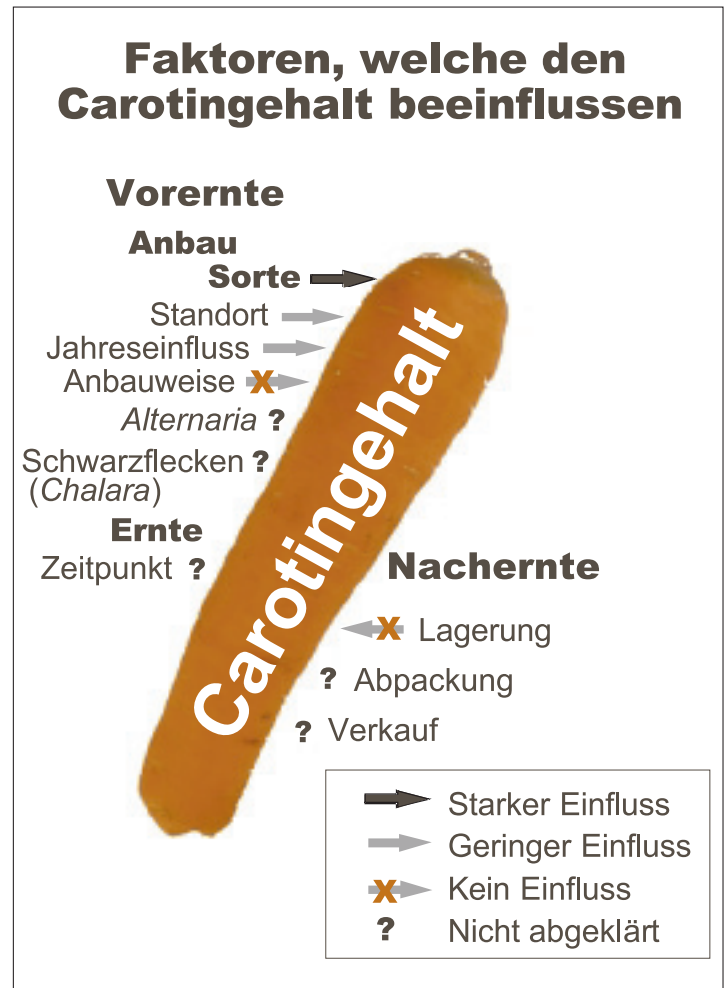 Faktoren, welche den
Carotingehalt beeinflussen
Vorernte
Anbau
Sorte
Standort
Jahreseinfluss
Anbauweise X
Alternaria ?
Schwarzflecken ?
(Chalara)
Ernte
Zeitpunkt ?
Carotingehalt
Nachernte
X Lagerung
? Abpackung
? Verkauf
Starker Einfluss
Geringer Einfluss
X Kein Einfluss
? Nicht abgeklärt